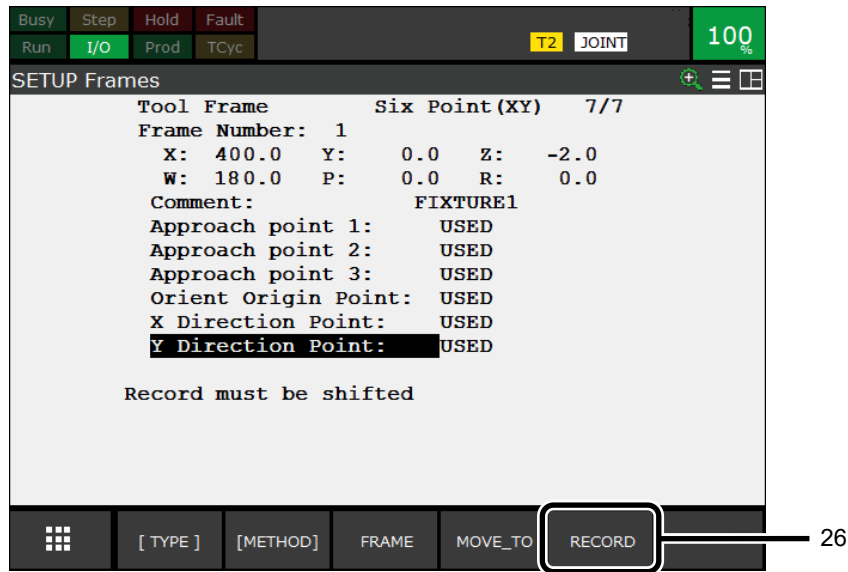 Busy Step Hold Fault
Run I/O Prod TCyc T2 JOINT 100 %
SETUP Frames
Tool Frame Six Point(XY) 7/7
Frame Number: 1
X: 400.0 Y: 0.0 Z: -2.0
W: 180.0 P: 0.0 R: 0.0
Comment: FIXTURE1
Approach point 1: USED
Approach point 2: USED
Approach point 3: USED
Orient Origin Point: USED
X Direction Point: USED
Y Direction Point: USED
Record must be shifted
[ TYPE ] [METHOD] FRAME MOVE_TO RECORD 26